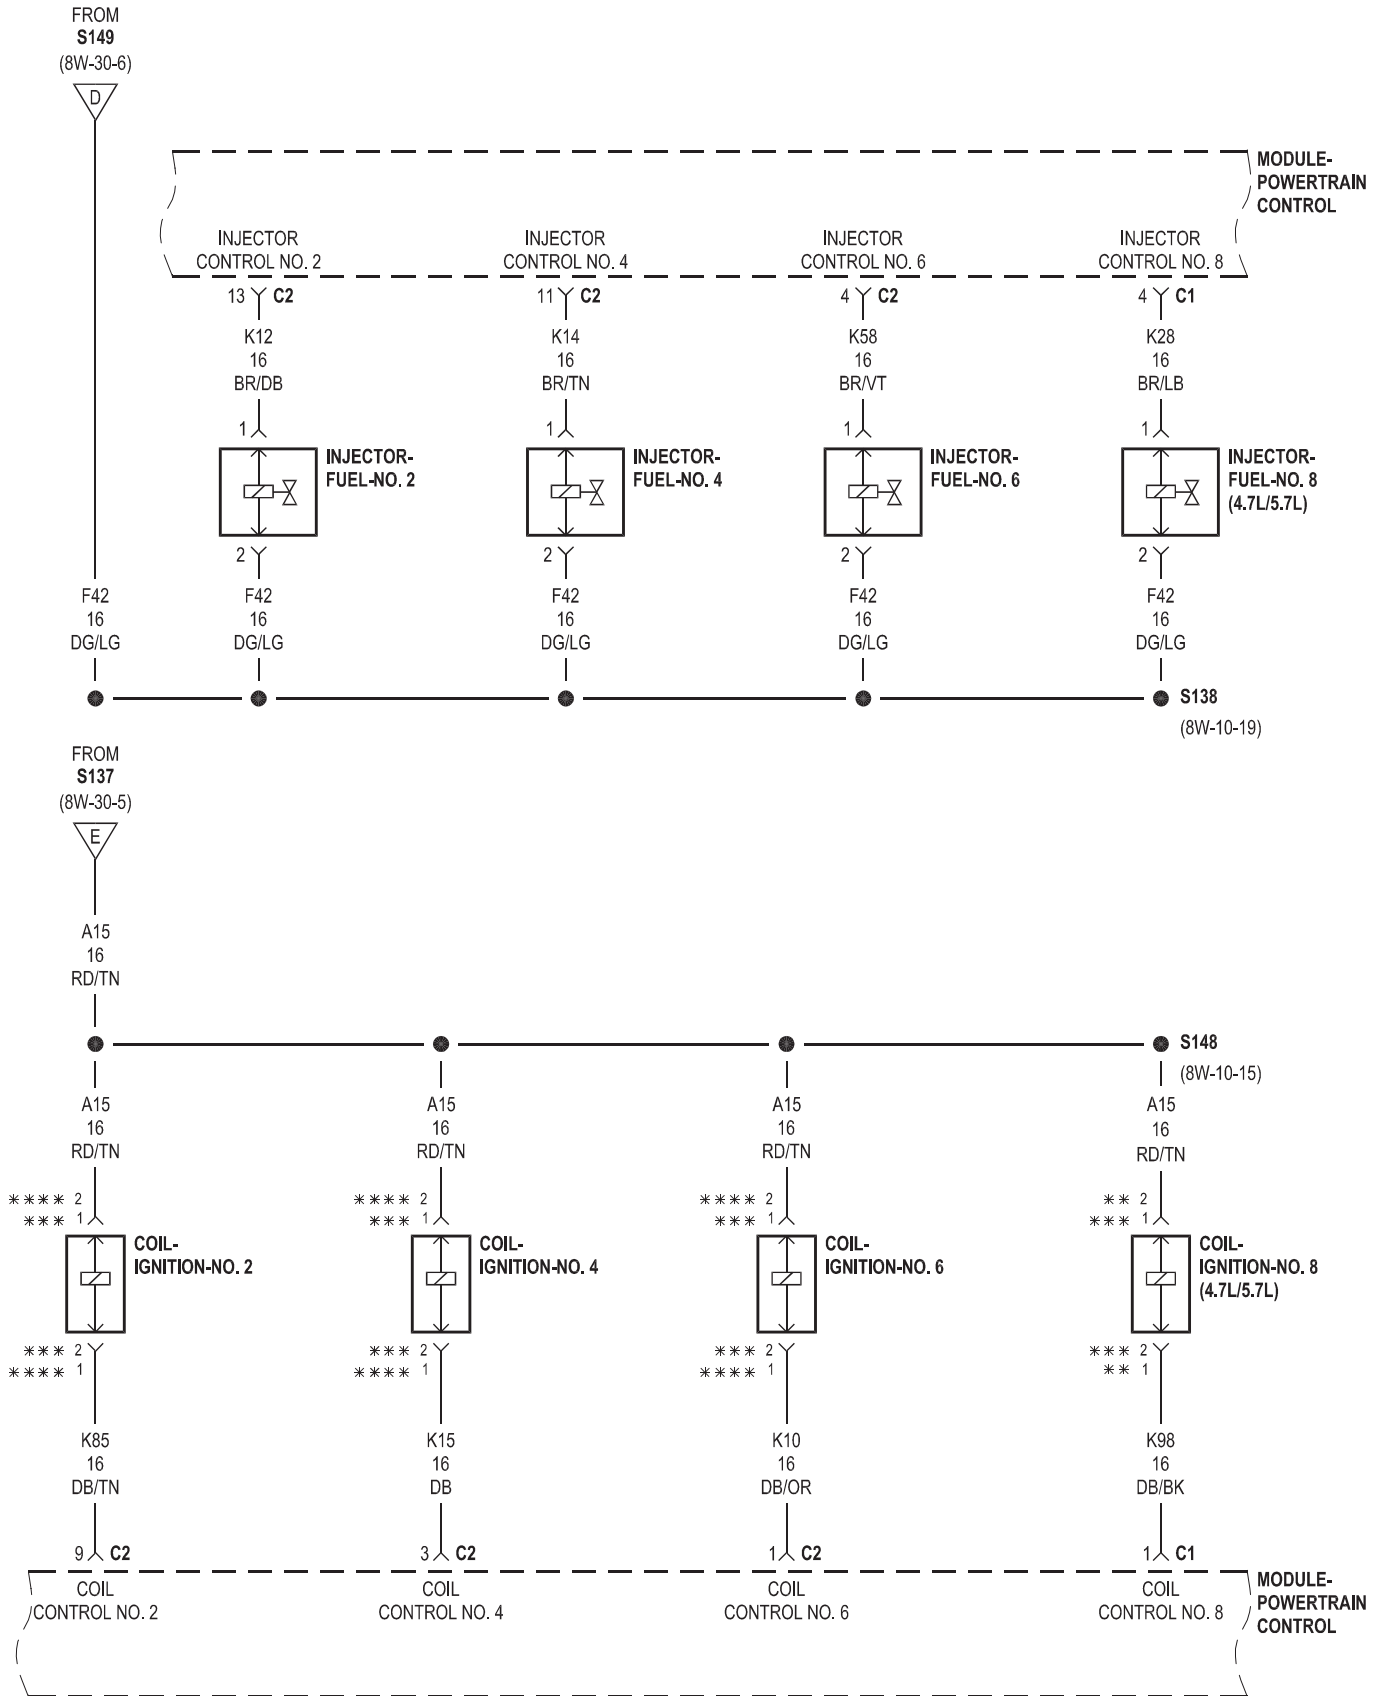 FROM
S149
(8W-30-6)
D
MODULE-
POWERTRAIN
CONTROL
INJECTOR
CONTROL NO. 2
INJECTOR
CONTROL NO. 4
INJECTOR
CONTROL NO. 6
INJECTOR
CONTROL NO. 8
13 C2
11 C2
4 C2
4 C1
K12
16
BR/DB
K14
16
BR/TN
K58
16
BR/VT
K28
16
BR/LB
1
1
1
1
INJECTOR-
FUEL-NO. 2
INJECTOR-
FUEL-NO. 4
INJECTOR-
FUEL-NO. 6
INJECTOR-
FUEL-NO. 8
(4.7L/5.7L)
2
2
2
2
F42
16
DG/LG
F42
16
DG/LG
F42
16
DG/LG
F42
16
DG/LG
F42
16
DG/LG
S138
(8W-10-19)
FROM
S137
(8W-30-5)
E
A15
16
RD/TN
S148
(8W-10-15)
A15
16
RD/TN
A15
16
RD/TN
A15
16
RD/TN
A15
16
RD/TN
**** 2
*** 1
**** 2
*** 1
**** 2
*** 1
** 2
*** 1
COIL-
IGNITION-NO. 2
COIL-
IGNITION-NO. 4
COIL-
IGNITION-NO. 6
COIL-
IGNITION-NO. 8
(4.7L/5.7L)
*** 2
**** 1
*** 2
**** 1
*** 2
**** 1
*** 2
** 1
K85
16
DB/TN
K15
16
DB
K10
16
DB/OR
K98
16
DB/BK
9 C2
3 C2
1 C2
1 C1
COIL
CONTROL NO. 2
COIL
CONTROL NO. 4
COIL
CONTROL NO. 6
COIL
CONTROL NO. 8
MODULE-
POWERTRAIN
CONTROL